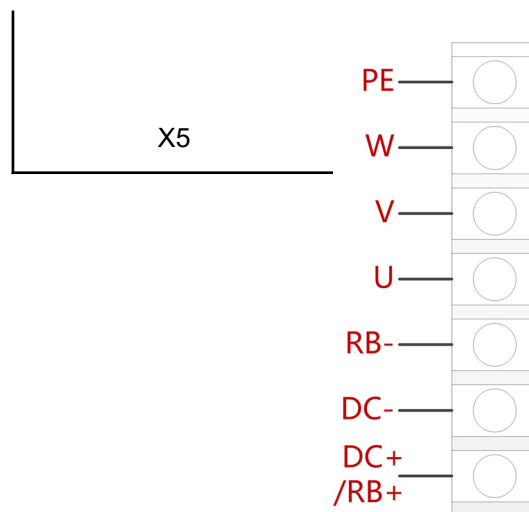 PE
X5
W
V
U
RB-
DC-
DC+
/RB+